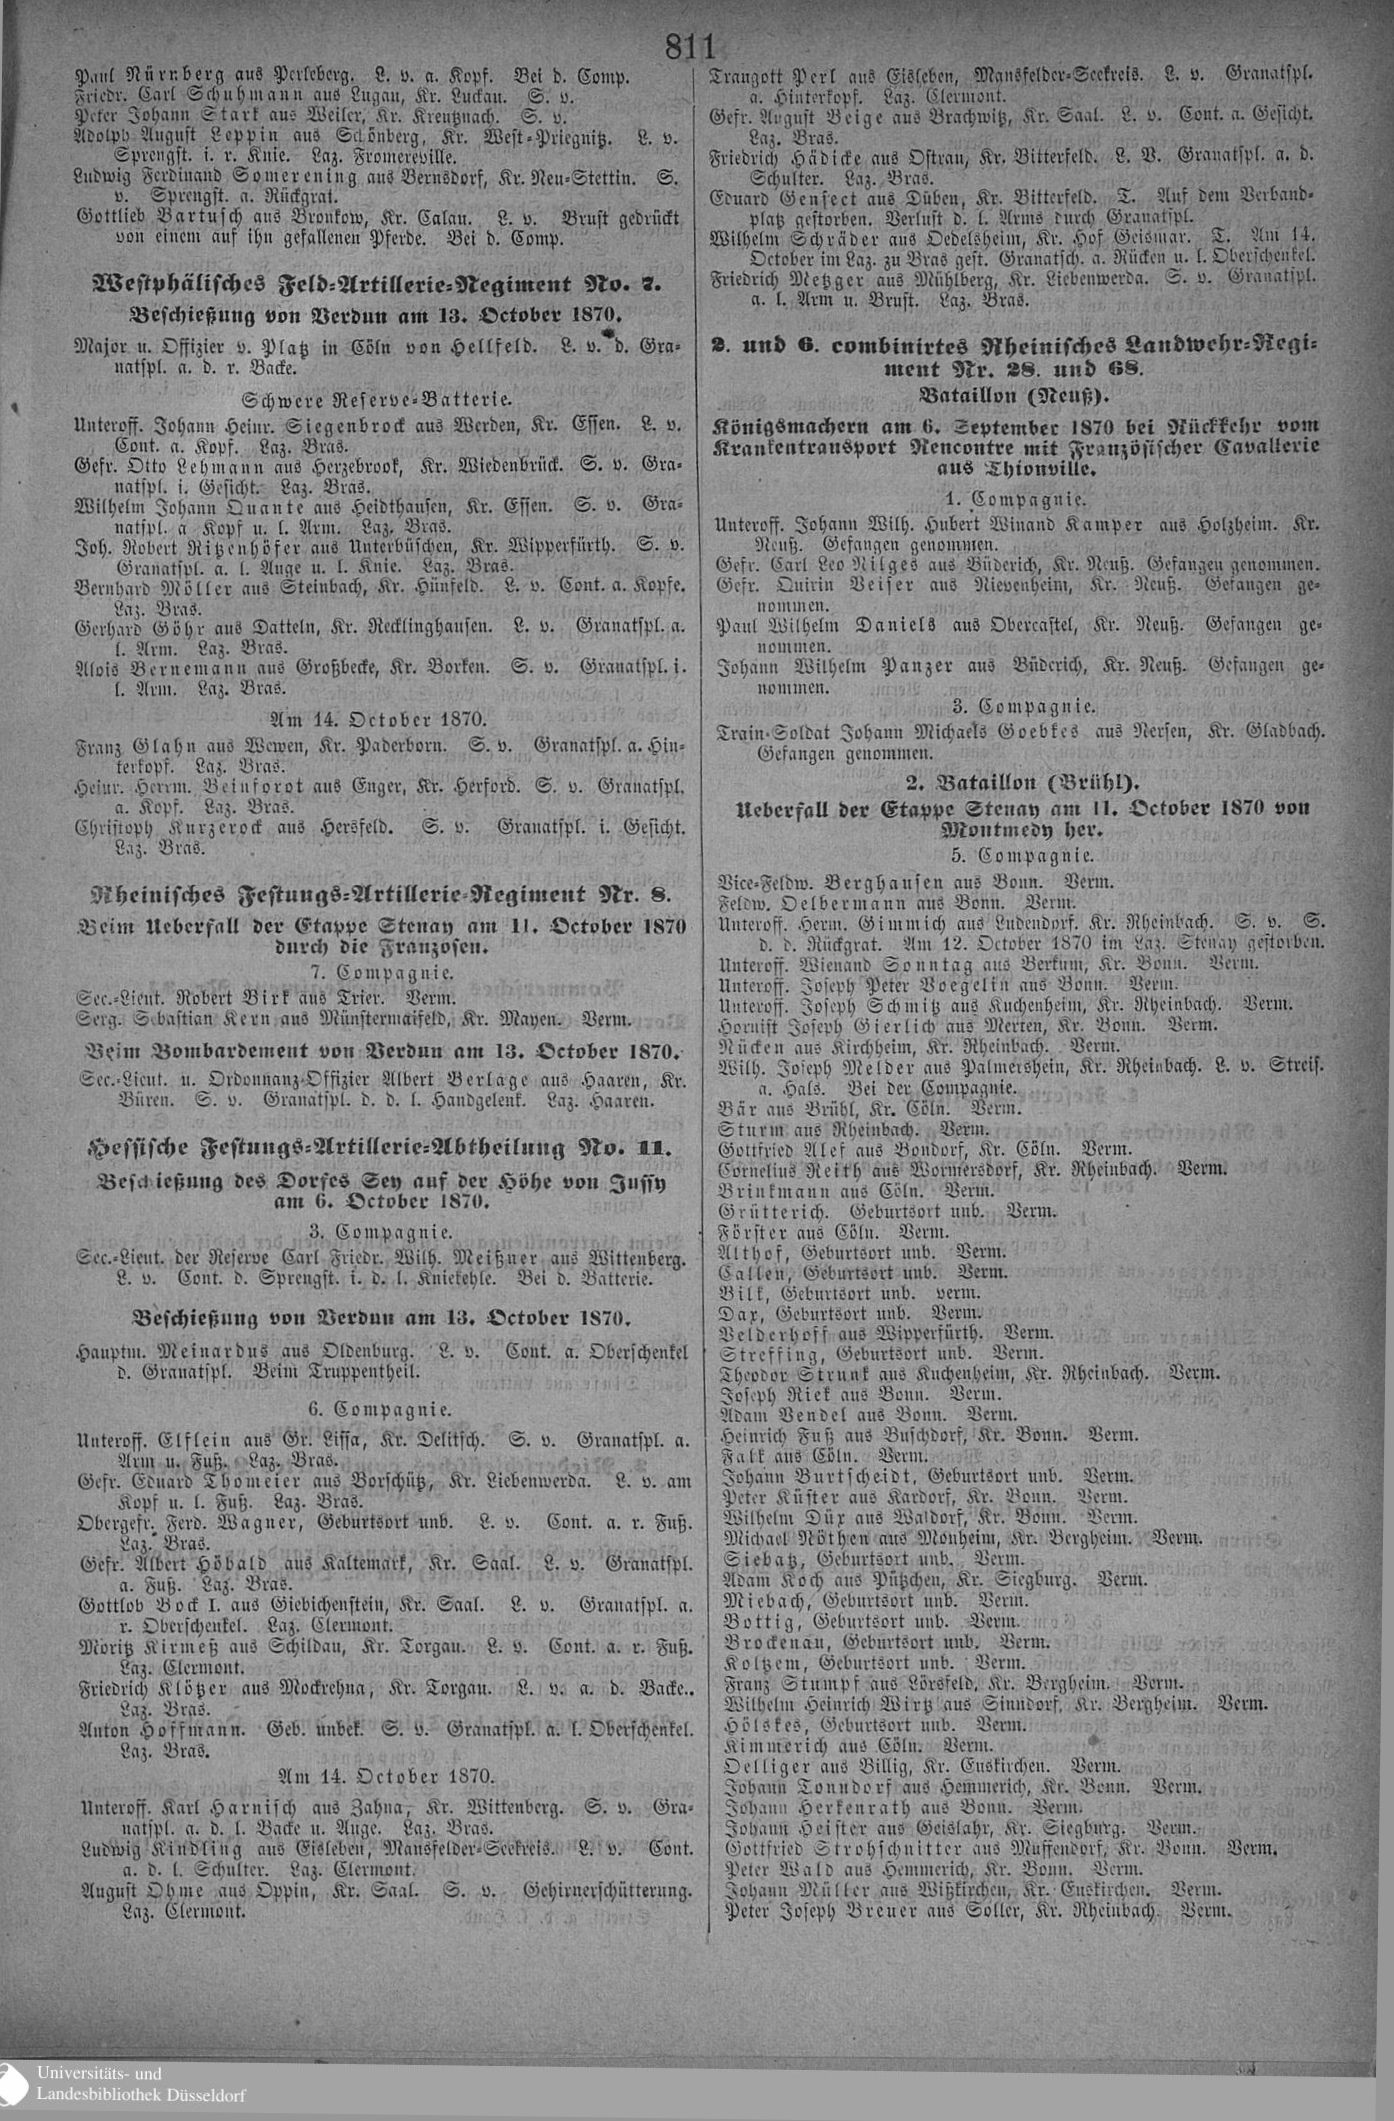 811
Paul Nürnberg aus Perleberg. L. v. a. Kopf. Bei d. Comp.
Friedr. Carl Schuhmann aus Lugau, Kr. Luckau. S. v.
Peter Johann Stark aus Weiler, Kr. Kreutznach. S. v.
Adolph August Leppin aus Schönberg, Kr. West-Priegnitz. L. v.
Sprengst. i. r. Knie. Laz. Fromereville.
Ludwig Ferdinand Somerening aus Bernsdorf, Kr. Neu-Stettin. S.
v. Sprengst. a. Rückgrat.
Gottlieb Bartusch aus Bronkow, Kr. Calau. L. v. Brust gedrückt
von einem auf ihn gefallenen Pferde. Bei d. Comp.
Westphälisches Feld-Artillerie-Regiment No. 7.
Beschießung von Verdun am 13. October 1870.
Major u. Offizier v. Platz in Cöln von Hellfeld. L. v. d. Gra-
natspl. a. d. r. Backe.
Schwere Reserve-Batterie.
Unteroff. Johann Heinr. Siegenbrock aus Werden, Kr. Essen. L. v.
Cont. a. Kopf. Laz. Bras.
Gefr. Otto Lehmann aus Herzebrook, Kr. Wiedenbrück. S. v. Gra-
natspl. i. Gesicht. Laz. Bras.
Wilhelm Johann Quante aus Heidthausen, Kr. Essen. S. v. Gra-
natspl. a Kopf u. l. Arm. Laz. Bras.
Joh. Robert Ritzenhöfer aus Unterbüschen, Kr. Wipperfürth. S. v.
Granatspl. a. l. Auge u. l. Knie. Laz. Bras.
Bernhard Möller aus Steinbach, Kr. Hünfeld. L. v. Cont. a. Kopfe.
Laz. Bras.
Gerhard Göhr aus Datteln, Kr. Recklinghausen. L. v. Granatspl. a.
l. Arm. Laz. Bras.
Alois Bernemann aus Großbecke, Kr. Borken. S. v. Granatspl. i.
l. Arm. Laz. Bras.
Am 14. October 1870.
Franz Glahn aus Wewen, Kr. Paderborn. S. v. Granatspl. a. Hin-
terkopf. Laz. Bras.
Heinr. Herrm. Beinforot aus Enger, Kr. Herford. S. v. Granatspl.
a. Kopf. Laz. Bras.
Christoph Kurzerock aus Hersfeld. S. v. Granatspl. i. Gesicht.
Laz. Bras.
Rheinisches Festungs-Artillerie-Regiment Nr. 8.
Beim Ueberfall der Etappe Stenay am 11. October 1870
durch die Franzosen.
7. Compagnie.
Sec.-Lieut. Robert Birk aus Trier. Verm.
Serg. Sebastian Kern aus Münstermaifeld, Kr. Mayen. Verm.
Beim Bombardement von Verdun am 13. October 1870.
Sec.-Lieut. u. Ordonnanz-Offizier Albert Berlage aus Haaren, Kr.
Büren. S. v. Granatspl. d. d. l. Handgelenk. Laz. Haaren.
Hessische Festungs-Artillerie-Abtheilung No. 11.
Beschießung des Dorfes Sey auf der Höhe von Jussy
am 6. October 1870.
3. Compagnie.
Sec.-Lieut. der Reserve Carl Friedr. Wilh. Meißner aus Wittenberg.
L. v. Cont. d. Sprengst. i. d. l. Kniekehle. Bei d. Batterie.
Beschießung von Verdun am 13. October 1870.
Hauptm. Meinardus aus Oldenburg. L. v. Cont. a. Oberschenkel
d. Granatspl. Beim Truppentheil.
6. Compagnie.
Unteroff. Elflein aus Gr. Lissa, Kr. Delitsch. S. v. Granatspl. a.
Arm u. Fuß. Laz. Bras.
Gefr. Eduard Thomeier aus Borschütz, Kr. Liebenwerda. L. v. am
Kopf u. l. Fuß. Laz. Bras.
Obergefr. Ferd. Wagner, Geburtsort unb. L. v. Cont. a. r. Fuß.
Laz. Bras.
Gefr. Albert Höbald aus Kaltemark, Kr. Saal. L. v. Granatspl.
a. Fuß. Laz. Bras.
Gottlob Bock I. aus Giebichenstein, Kr. Saal. L. v. Granatspl. a.
r. Oberschenkel. Laz. Clermont.
Moritz Kirmeß aus Schildau, Kr. Torgau. L. v. Cont. a. r. Fuß.
Laz. Clermont.
Friedrich Klötzer aus Mockrehna, Kr. Torgau. L. v. a. d. Backe..
Laz. Bras.
Anton Hoffmann. Geb. unbek. S. v. Granatspl. a. l. Oberschenkel.
Laz. Bras.
Am 14. October 1870.
Unteroff. Karl Harnisch aus Zahna, Kr. Wittenberg. S. v. Gra-
natspl. a. d. l. Backe u. Auge. Laz. Bras.
Ludwig Kindling aus Eisleben, Mansfelder-Seekreis. L. v. Cont.
a. d. l. Schulter. Laz. Clermont.
August Ohme aus Oppin, Kr. Saal. S. v. Gehirnerschütterung.
Laz. Clermont.
Traugott Perl aus Eisleben, Mansfelder-Seekreis. L. v. Granatspl.
a. Hinterkopf. Laz. Clermont.
Gefr. August Beige aus Brachwitz, Kr. Saal. L. v. Cont. a. Gesicht.
Laz. Bras.
Friedrich Hädicke aus Ostrau, Kr. Bitterfeld. L. V. Granatspl. a. d.
Schulter. Laz. Bras.
Eduard Gensect aus Düben, Kr. Bitterfeld. T. Auf dem Verband-
platz gestorben. Verlust d. l. Arms durch Granatspl.
Wilhelm Schräder aus Oedelsheim, Kr. Hof Geismar. T. Am 14.
October im Laz. zu Bras gest. Granatsch. a. Rücken u. l. Oberschenkel.
Friedrich Metzger aus Mühlberg, Kr. Liebenwerda. S. v. Granatspl.
a. l. Arm u. Brust. Laz. Bras.
2. und 6. combinirtes Rheinisches Landwehr-Regi-
ment Nr. 28. und 68.
Bataillon (Neuß).
Königsmachern am 6. September 1870 bei Rückkehr vom
Krankentransport Rencontre mit Französischer Cavallerie
aus Thionville.
1. Compagnie.
Unteroff. Johann Wilh. Hubert Winand Kamper aus Holzheim. Kr.
Neuß. Gefangen genommen.
Gefr. Carl Leo Nilges aus Büderich, Kr. Neuß. Gefangen genommen.
Gefr. Quirin Veiser aus Nievenheim, Kr. Neuß. Gefangen ge-
nommen.
Paul Wilhelm Daniels aus Obercastel, Kr. Neuß. Gefangen ge-
nommen.
Johann Wilhelm Panzer aus Büderich, Kr. Neuß. Gefangen ge-
nommen.
3. Compagnie.
Train-Soldat Johann Michaels Goebkes aus Nersen, Kr. Gladbach.
Gefangen genommen.
2. Bataillon (Brühl).
Ueberfall der Etappe Stenay am 11. October 1870 von
Montmedy her.
5. Compagnie.
Vice-Feldw. Berghausen aus Bonn. Verm.
Feldw. Oelbermann aus Bonn. Verm.
Unteroff. Herm. Gimmich aus Ludendorf. Kr. Rheinbach. S. v. S.
d. d. Rückgrat. Am 12. October 1870 im Laz. Stenay gestorben.
Unteroff. Wienand Sonntag aus Berkum, Kr. Bonn. Verm.
Unteroff. Joseph Peter Voegelin aus Bonn. Verm.
Unteroff. Joseph Schmitz aus Kuchenheim, Kr. Rheinbach. Verm.
Hornist Joseph Gierlich aus Merten, Kr. Bonn. Verm.
Rücken aus Kirchheim, Kr. Rheinbach. Verm.
Wilh. Joseph Melder aus Palmershein, Kr. Rheinbach. L. v. Streif.
a. Hals. Bei der Compagnie.
Bär aus Brühl, Kr. Cöln. Verm.
Sturm aus Rheinbach. Verm.
Gottfried Alef aus Bondorf, Kr. Cöln. Verm.
Cornelius Reith aus Wormersdorf, Kr. Rheinbach. Verm.
Brinkmann aus Cöln. Verm.
Grütterich. Geburtsort unb. Verm.
Förster aus Cöln. Verm.
Althof, Geburtsort unb. Verm.
Callen, Geburtsort unb. Verm.
Bilk, Geburtsort unb. verm.
Dax, Geburtsort unb. Verm.
Velderhoff aus Wipperfürth. Verm.
Streffing, Geburtsort unb. Verm.
Theodor Strunk aus Kuchenheim, Kr. Rheinbach. Verm.
Joseph Riek aus Bonn. Verm.
Adam Vendel aus Bonn. Verm.
Heinrich Fuß aus Buschdorf, Kr. Bonn. Verm.
Falk aus Cöln. Verm.
Johann Burtscheidt, Geburtsort unb. Verm.
Peter Küster aus Kardorf, Kr. Bonn. Verm.
Wilhelm Düx aus Waldorf, Kr. Bonn. Verm.
Michael Röthen aus Monheim, Kr. Bergheim. Verm.
Siebatz, Geburtsort unb. Verm.
Adam Koch aus Pützchen, Kr. Siegburg. Verm.
Miebach, Geburtsort unb. Verm.
Bottig, Geburtsort unb. Verm.
Brockenau, Geburtsort unb. Verm.
Koltzem, Geburtsort unb. Verm.
Franz Stumpf aus Lörsfeld, Kr. Bergheim. Verm.
Wilhelm Heinrich Wirtz aus Sinndorf, Kr. Bergheim. Verm.
Hölskes, Geburtsort unb. Verm.
Kimmerich aus Cöln. Verm.
Oelliger aus Billig, Kr. Euskirchen. Verm.
Johann Tonndorf aus Hemmerich, Kr. Bonn. Verm.
Johann Herkenrath aus Bonn. Verm.
Johann Heister aus Geislahr, Kr. Siegburg. Verm.
Gottfried Strohschnitter aus Muffendorf, Kr. Bonn. Verm.
Peter Wald aus Hemmerich, Kr. Bonn. Verm.
Johann Müller aus Wißkirchen, Kr. Euskirchen. Verm.
Peter Joseph Breuer aus Soller, Kr. Rheinbach. Verm.
Universitäts- und
Landesbibliothek Düsseldorf